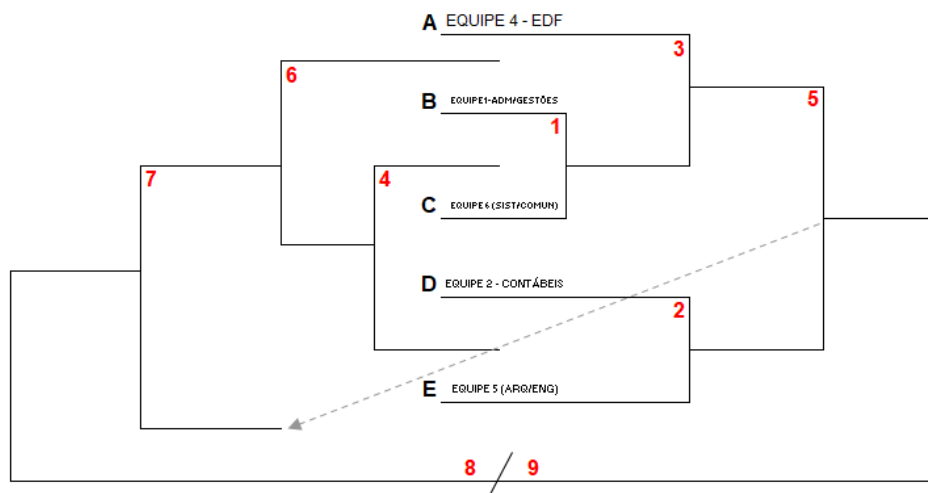 A EQUIPE 4 - EDF
3
6
5
B EQUIPE1-ADM/GESTÕES
1
7
4
C EQUIPE 6 (SIST/COMUN)
D EQUIPE 2 - CONTÁBEIS
2
E EQUIPE 5 (ARQ/ENG)
8 / 9